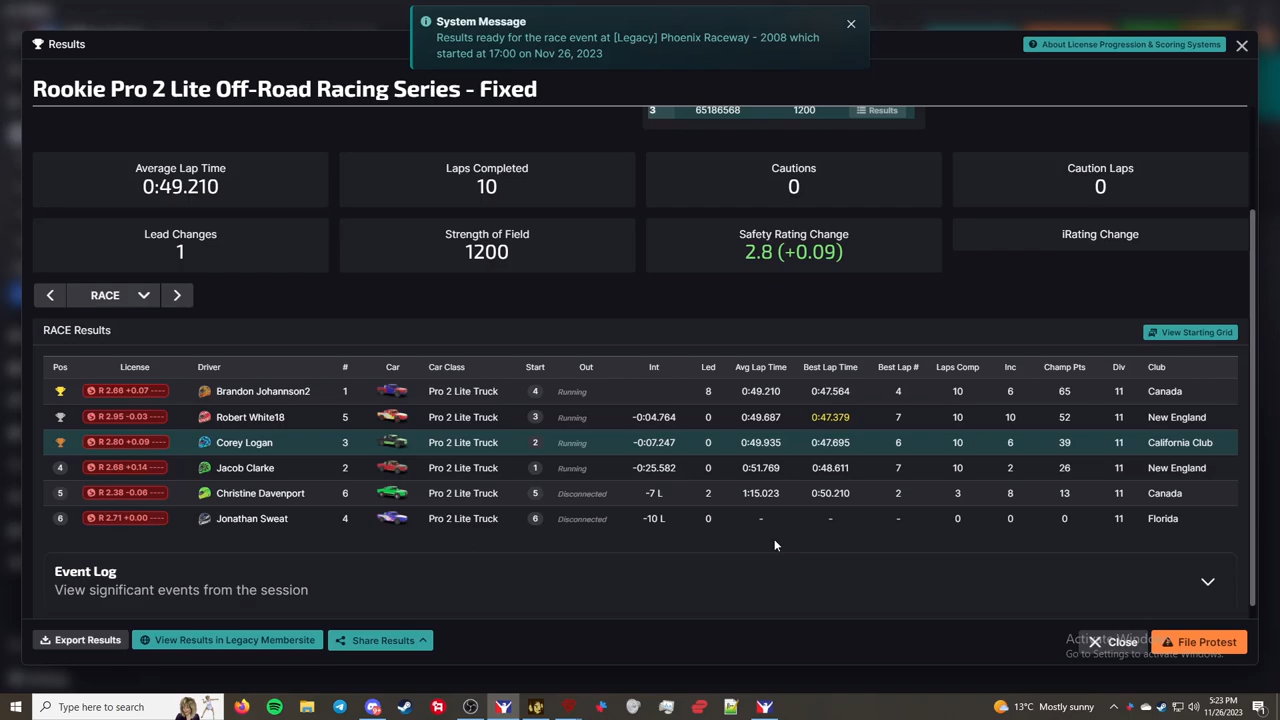 System Message
Results ready for the race event at [Legacy] Phoenix Raceway - 2008 which
started at 17:00 on Nov 26, 2023
Results
About License Progression & Scoring Systems
Rookie Pro 2 Lite Off-Road Racing Series - Fixed
3 65186568 1200 Results
Average Lap Time Laps Completed Cautions Caution Laps
0:49.210 10 0 0
Lead Changes Strength of Field Safety Rating Change iRating Change
1 1200 2.8 (+0.09)
RACE
RACE Results
View Starting Grid
Pos License Driver # Car Car Class Start Out Int Led Avg Lap Time Best Lap Time Best Lap # Laps Comp Inc Champ Pts Div Club
R 2.66 +0.07 ---- Brandon Johannson2 1 Pro 2 Lite Truck 4 Running 8 0:49.210 0:47.564 4 10 6 65 11 Canada
R 2.95 -0.03 ---- Robert White18 5 Pro 2 Lite Truck 3 Running -0:04.764 0 0:49.687 0:47.379 7 10 10 52 11 New England
R 2.80 +0.09 ---- Corey Logan 3 Pro 2 Lite Truck 2 Running -0:07.247 0 0:49.935 0:47.695 6 10 6 39 11 California Club
4 R 2.68 +0.14 ---- Jacob Clarke 2 Pro 2 Lite Truck 1 Running -0:25.582 0 0:51.769 0:48.611 7 10 2 26 11 New England
5 R 2.38 -0.06 ---- Christine Davenport 6 Pro 2 Lite Truck 5 Disconnected -7 L 2 1:15.023 0:50.210 2 3 8 13 11 Canada
6 R 2.71 +0.00 ---- Jonathan Sweat 4 Pro 2 Lite Truck 6 Disconnected -10 L 0 - - - 0 0 0 11 Florida
Event Log
View significant events from the session
Export Results View Results in Legacy Membersite Share Results Close File Protest
Go to Settings to activate Windows.
Type here to search 13°C Mostly sunny 5:23 PM
11/26/2023